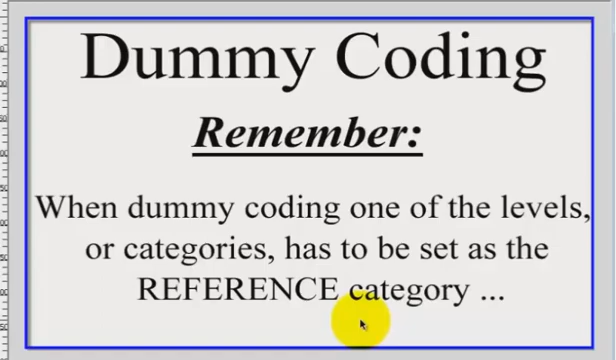 Dummy Coding
Remember:
When dummy coding one of the levels,
or categories, has to be set as the
REFERENCE category ...